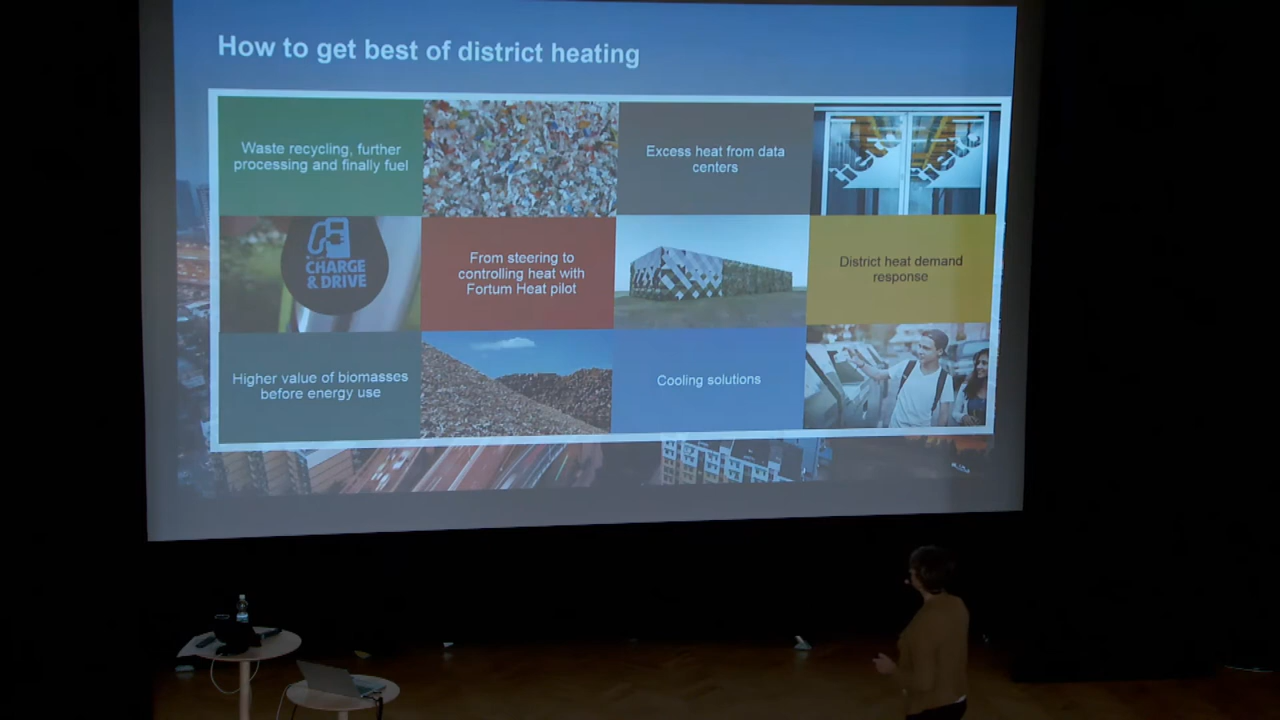 How to get best of district heating
Waste recycling, further
processing and finally fuel
Excess heat from data
centers
hetu
hetu
CHARGE
& DRIVE
From steering to
controlling heat with
Fortum Heat pilot
District heat demand
response
Higher value of biomasses
before energy use
Cooling solutions